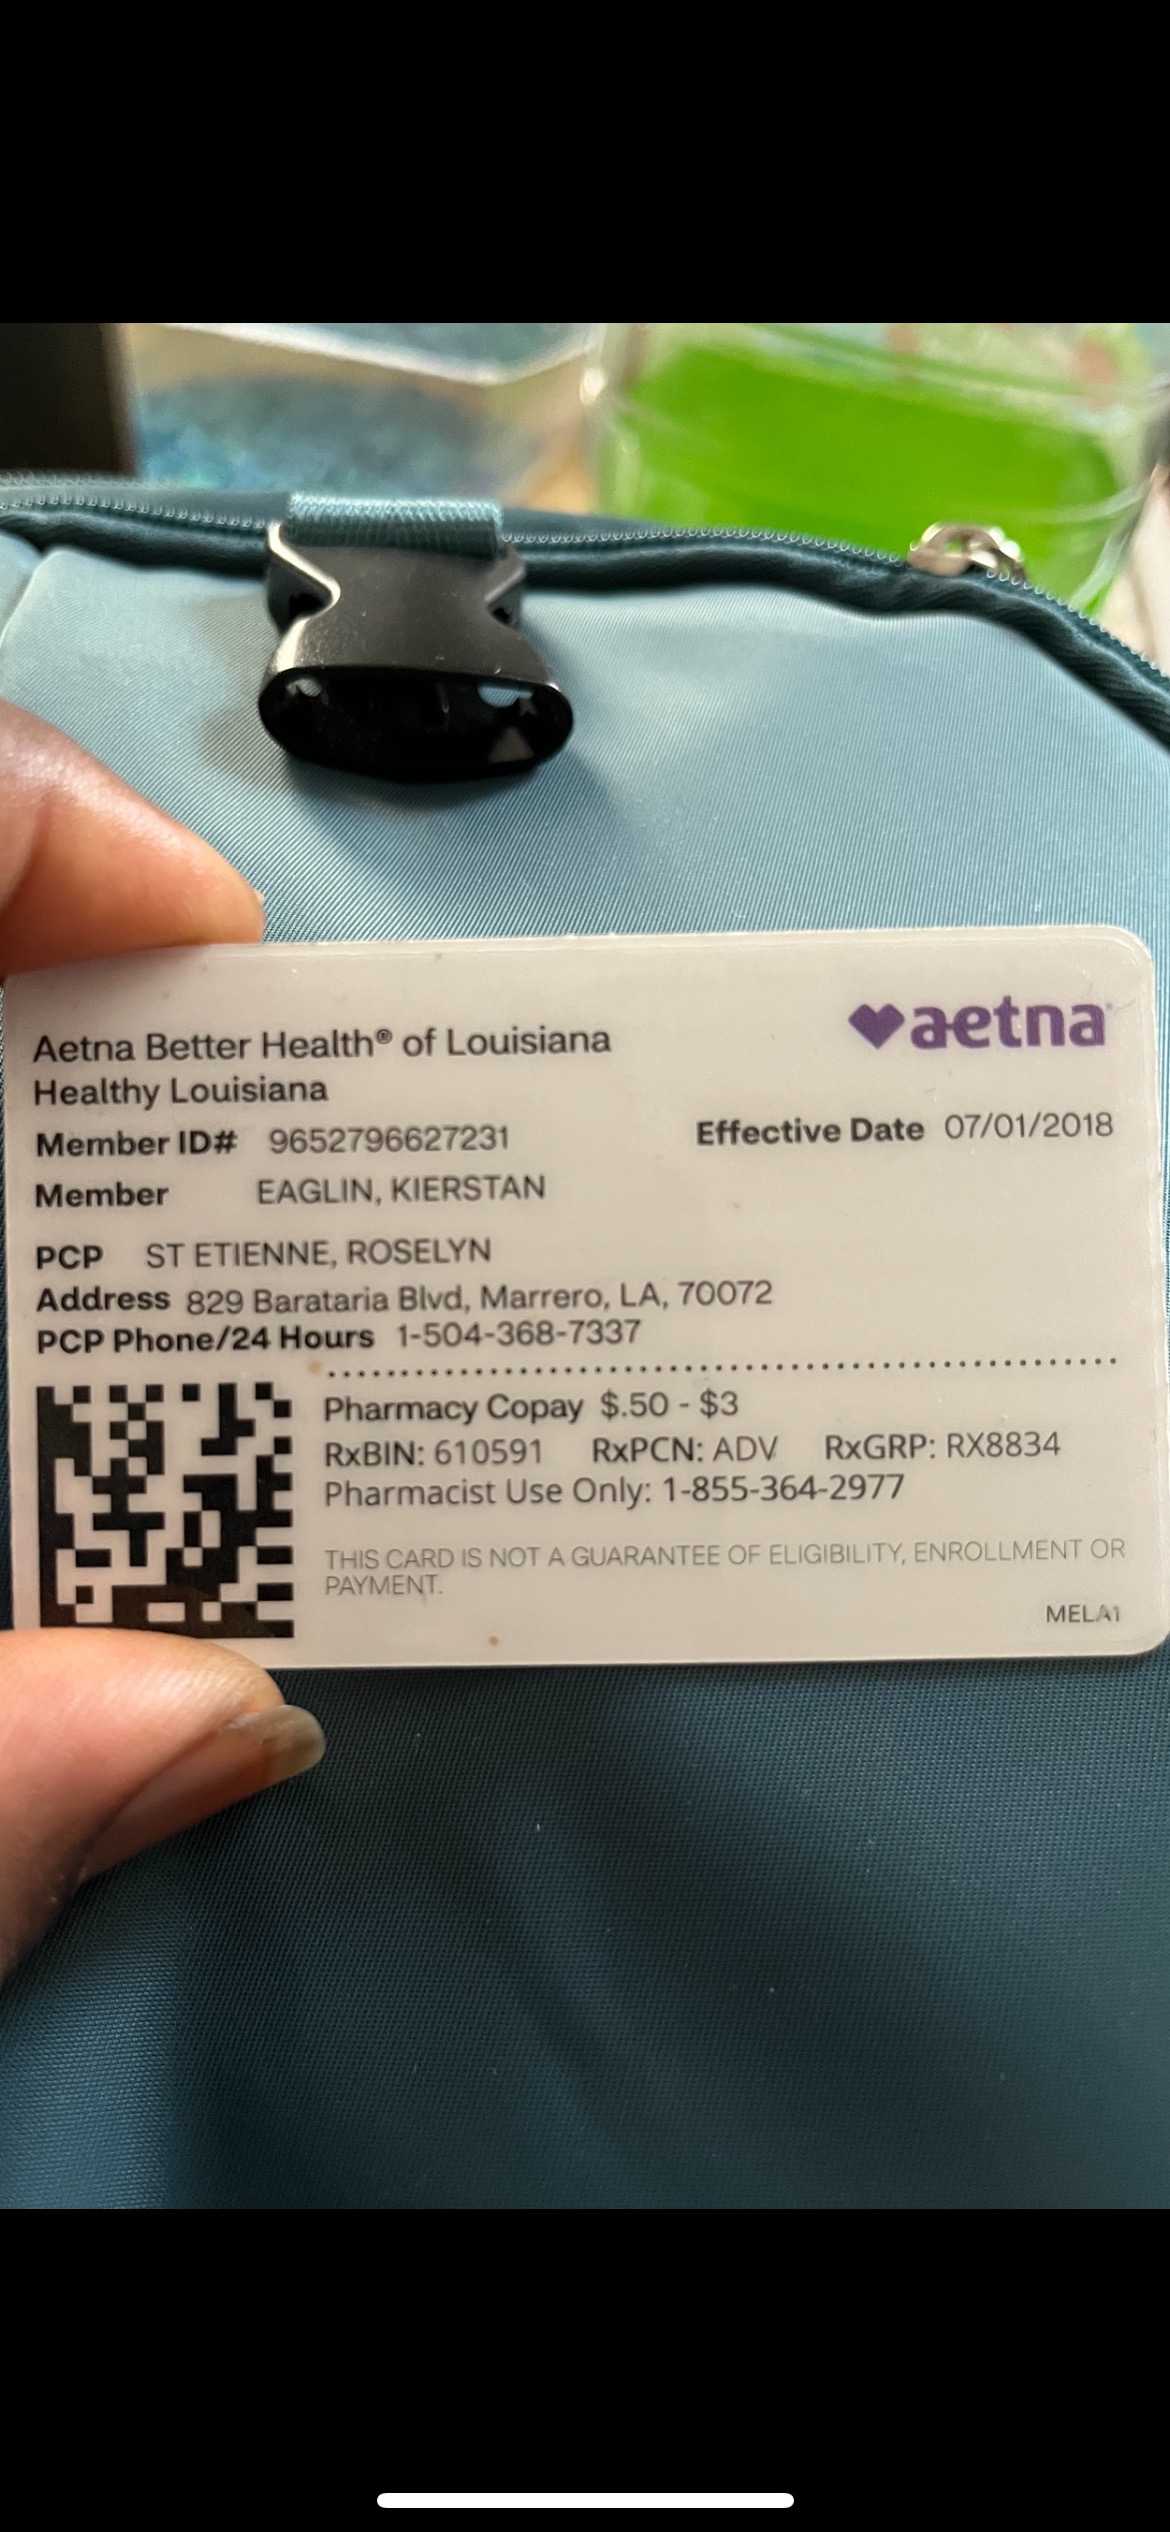 aetna
Aetna Better Health® of Louisiana
Healthy Louisiana
Member ID# 9652796627231 Effective Date 07/01/2018
Member EAGLIN, KIERSTAN
PCP ST ETIENNE, ROSELYN
Address 829 Barataria Blvd, Marrero, LA, 70072
PCP Phone/24 Hours 1-504-368-7337
Pharmacy Copay $.50 - $3
RxBIN: 610591 RxPCN: ADV RxGRP: RX8834
Pharmacist Use Only: 1-855-364-2977
THIS CARD IS NOT A GUARANTEE OF ELIGIBILITY, ENROLLMENT OR
PAYMENT.
MELA1